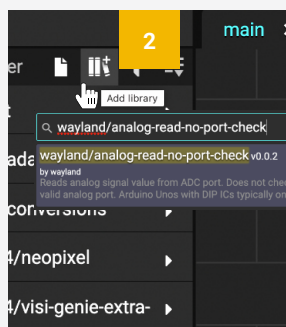 2
main
er
Add library
wayland/analog-read-no-port-check
wayland/analog-read-no-port-check v0.0.2
by wayland
Reads analog signal value from ADC port. Does not che
valid analog port. Arduino Unos with DIP ICs typically on
ada
conversions
4/neopixel
4/visi-genie-extra-